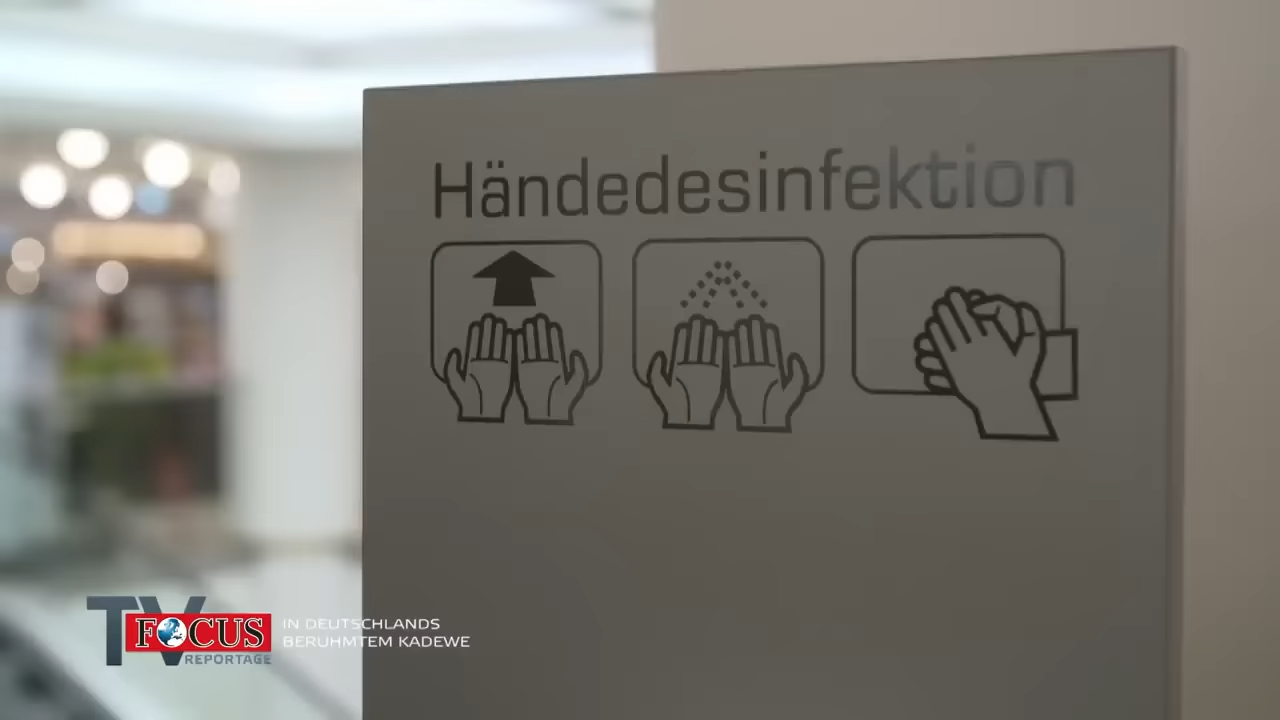 Händedesinfektion
TV
FOCUS
REPORTAGE
IN DEUTSCHLANDS
BERÜHMTEM KADEWE